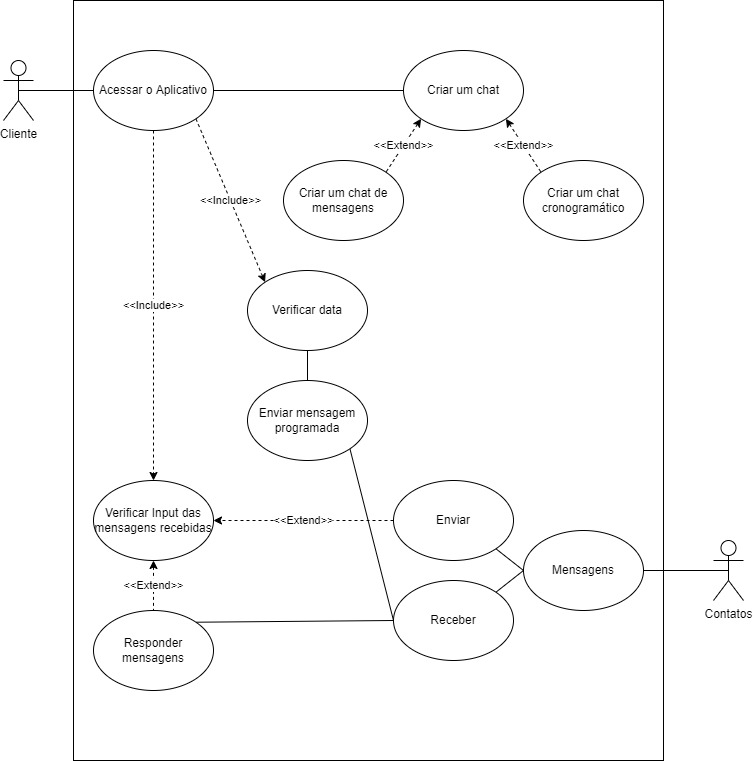 Cliente
Acessar o Aplicativo
Criar um chat
<<Extend>>
<<Extend>>
Criar um chat de
mensagens
Criar um chat
cronogramático
<<Include>>
<<Include>>
Verificar data
Enviar mensagem
programada
Verificar Input das
mensagens recebidas
<<Extend>>
Enviar
Mensagens
Contatos
<<Extend>>
Receber
Responder
mensagens